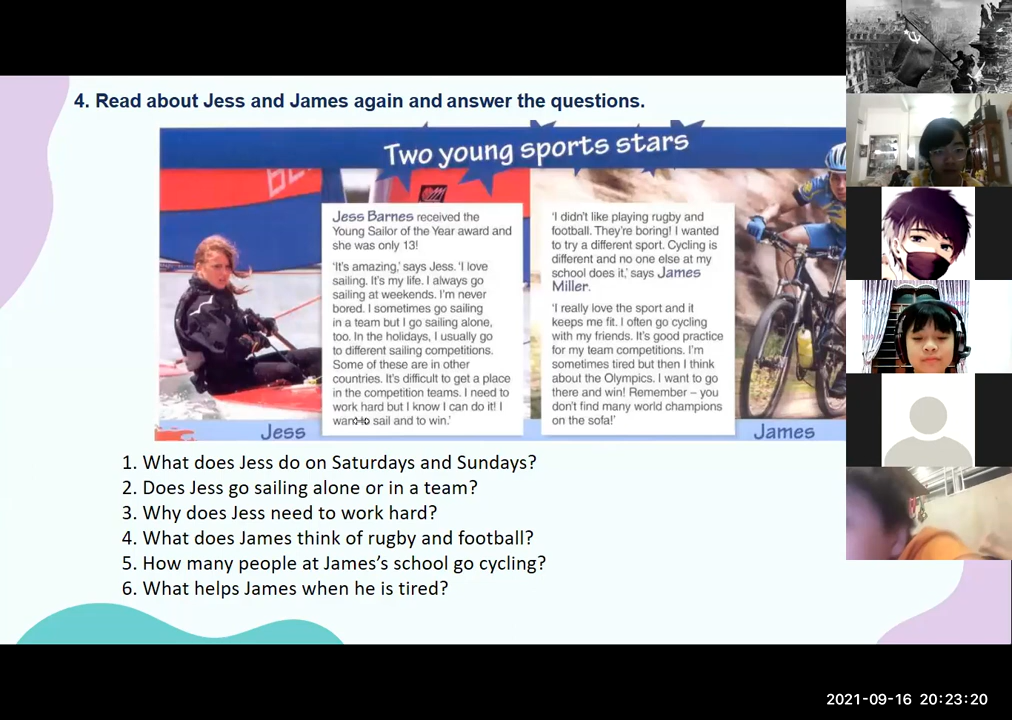 4. Read about Jess and James again and answer the questions.
Two young sports stars
Jess Barnes received the
Young Sailor of the Year award and
she was only 13!
'It's amazing,' says Jess. 'I love
sailing. It's my life. I always go
sailing at weekends. I'm never
bored. I sometimes go sailing
in a team but I go sailing alone,
too. In the holidays, I usually go
to different sailing competitions.
Some of these are in other
countries. It's difficult to get a place
in the competition teams. I need to
work hard but I know I can do it! I
want to sail and to win.'
Jess
'I didn't like playing rugby and
football. They're boring! I wanted
to try a different sport. Cycling is
different and no one else at my
school does it,' says James
Miller.
'I really love the sport and it
keeps me fit. I often go cycling
with my friends. It's good practice
for my team competitions. I'm
sometimes tired but then I think
about the Olympics. I want to go
there and win! Remember – you
don't find many world champions
on the sofa!'
James
1. What does Jess do on Saturdays and Sundays?
2. Does Jess go sailing alone or in a team?
3. Why does Jess need to work hard?
4. What does James think of rugby and football?
5. How many people at James's school go cycling?
6. What helps James when he is tired?
2021-09-16 20:23:20